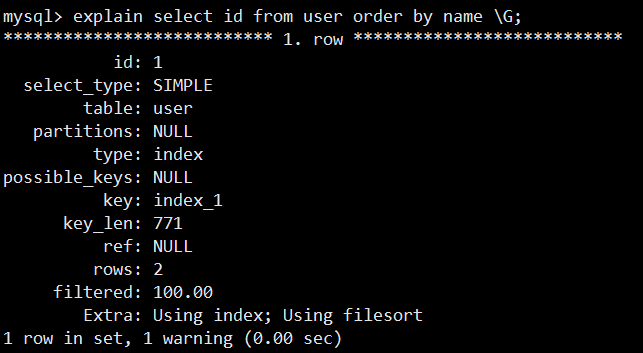 mysql> explain select id from user order by name \G;
*************************** 1. row ***************************
id: 1
select_type: SIMPLE
table: user
partitions: NULL
type: index
possible_keys: NULL
key: index_1
key_len: 771
ref: NULL
rows: 2
filtered: 100.00
Extra: Using index; Using filesort
1 row in set, 1 warning (0.00 sec)